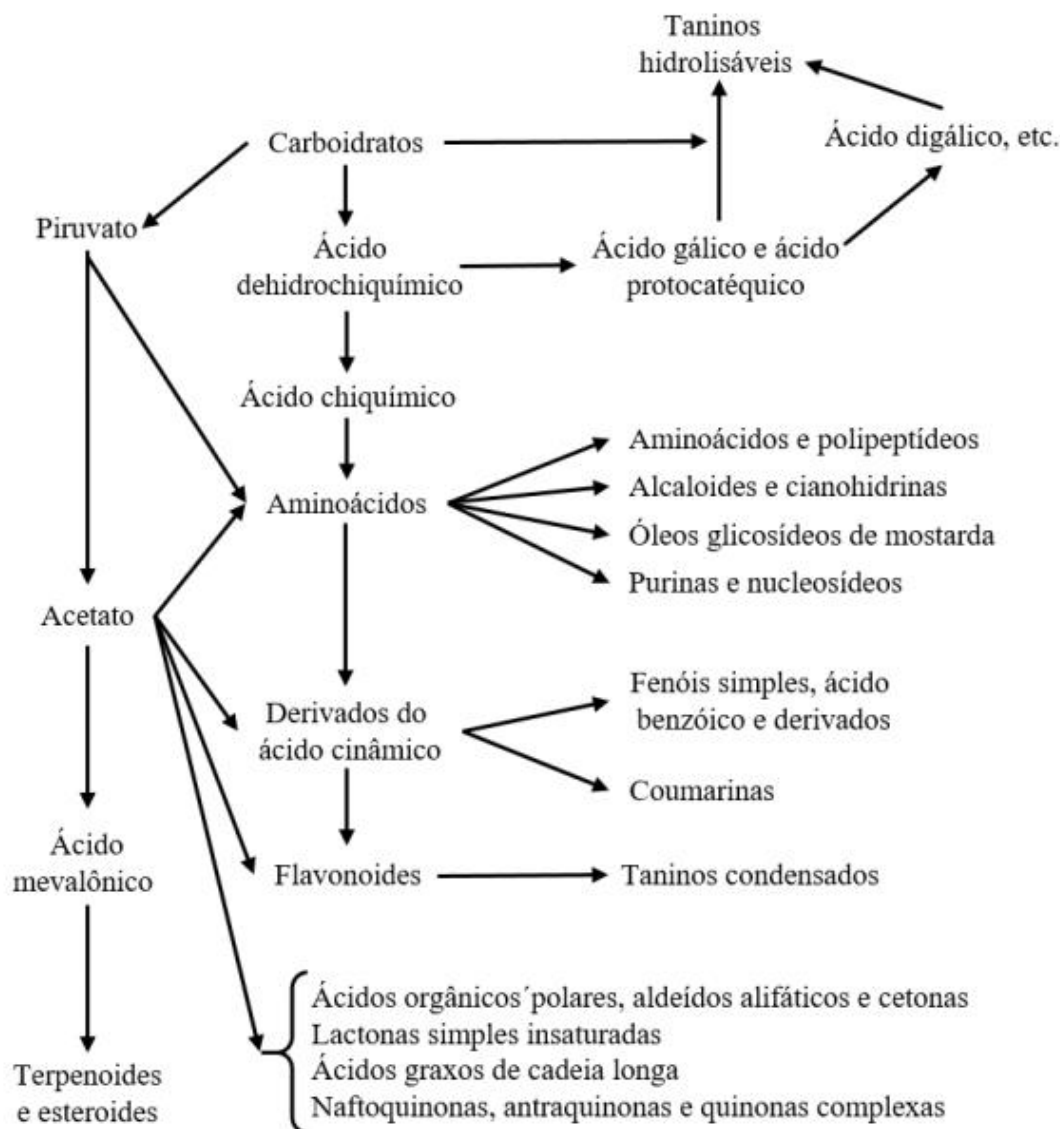 Taninos
hidrolisáveis
Carboidratos
Ácido digálico, etc.
Piruvato
Ácido
dehidrochiquímico
Ácido gálico e ácido
protocatéquico
Ácido chiquímico
Aminoácidos
Aminoácidos e polipeptídeos
Alcaloides e cianohidrinas
Óleos glicosídeos de mostarda
Purinas e nucleosídeos
Acetato
Derivados do
ácido cinâmico
Fenóis simples, ácido
benzóico e derivados
Coumarinas
Ácido
mevalônico
Flavonoides
Taninos condensados
Terpenoides
e esteroides
Ácidos orgânicos´polares, aldeídos alifáticos e cetonas
Lactonas simples insaturadas
Ácidos graxos de cadeia longa
Naftoquinonas, antraquinonas e quinonas complexas